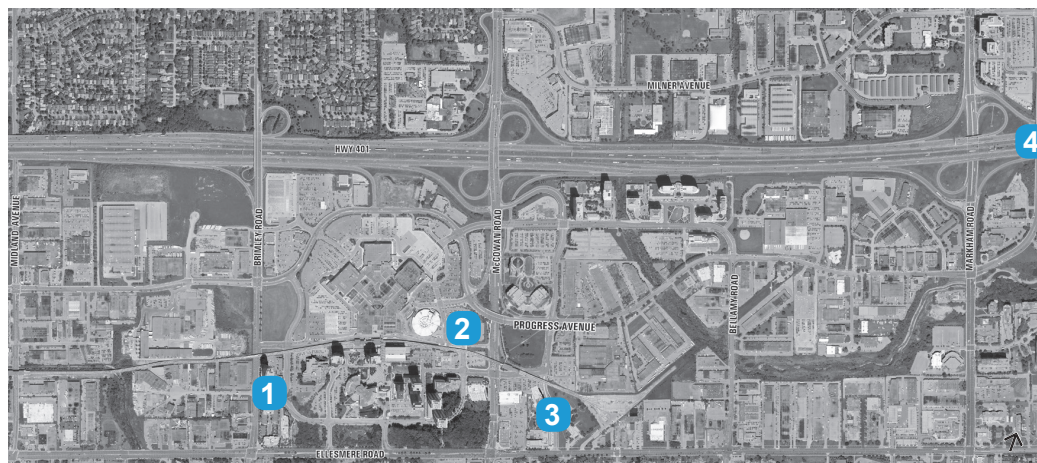 MILNER AVENUE
HWY 401
4
MIDLAND AVENUE
BRIMLEY ROAD
McCOWAN ROAD
MARKHAM ROAD
BELLAMY ROAD
2
PROGRESS AVENUE
1
3
ELLESMERE ROAD